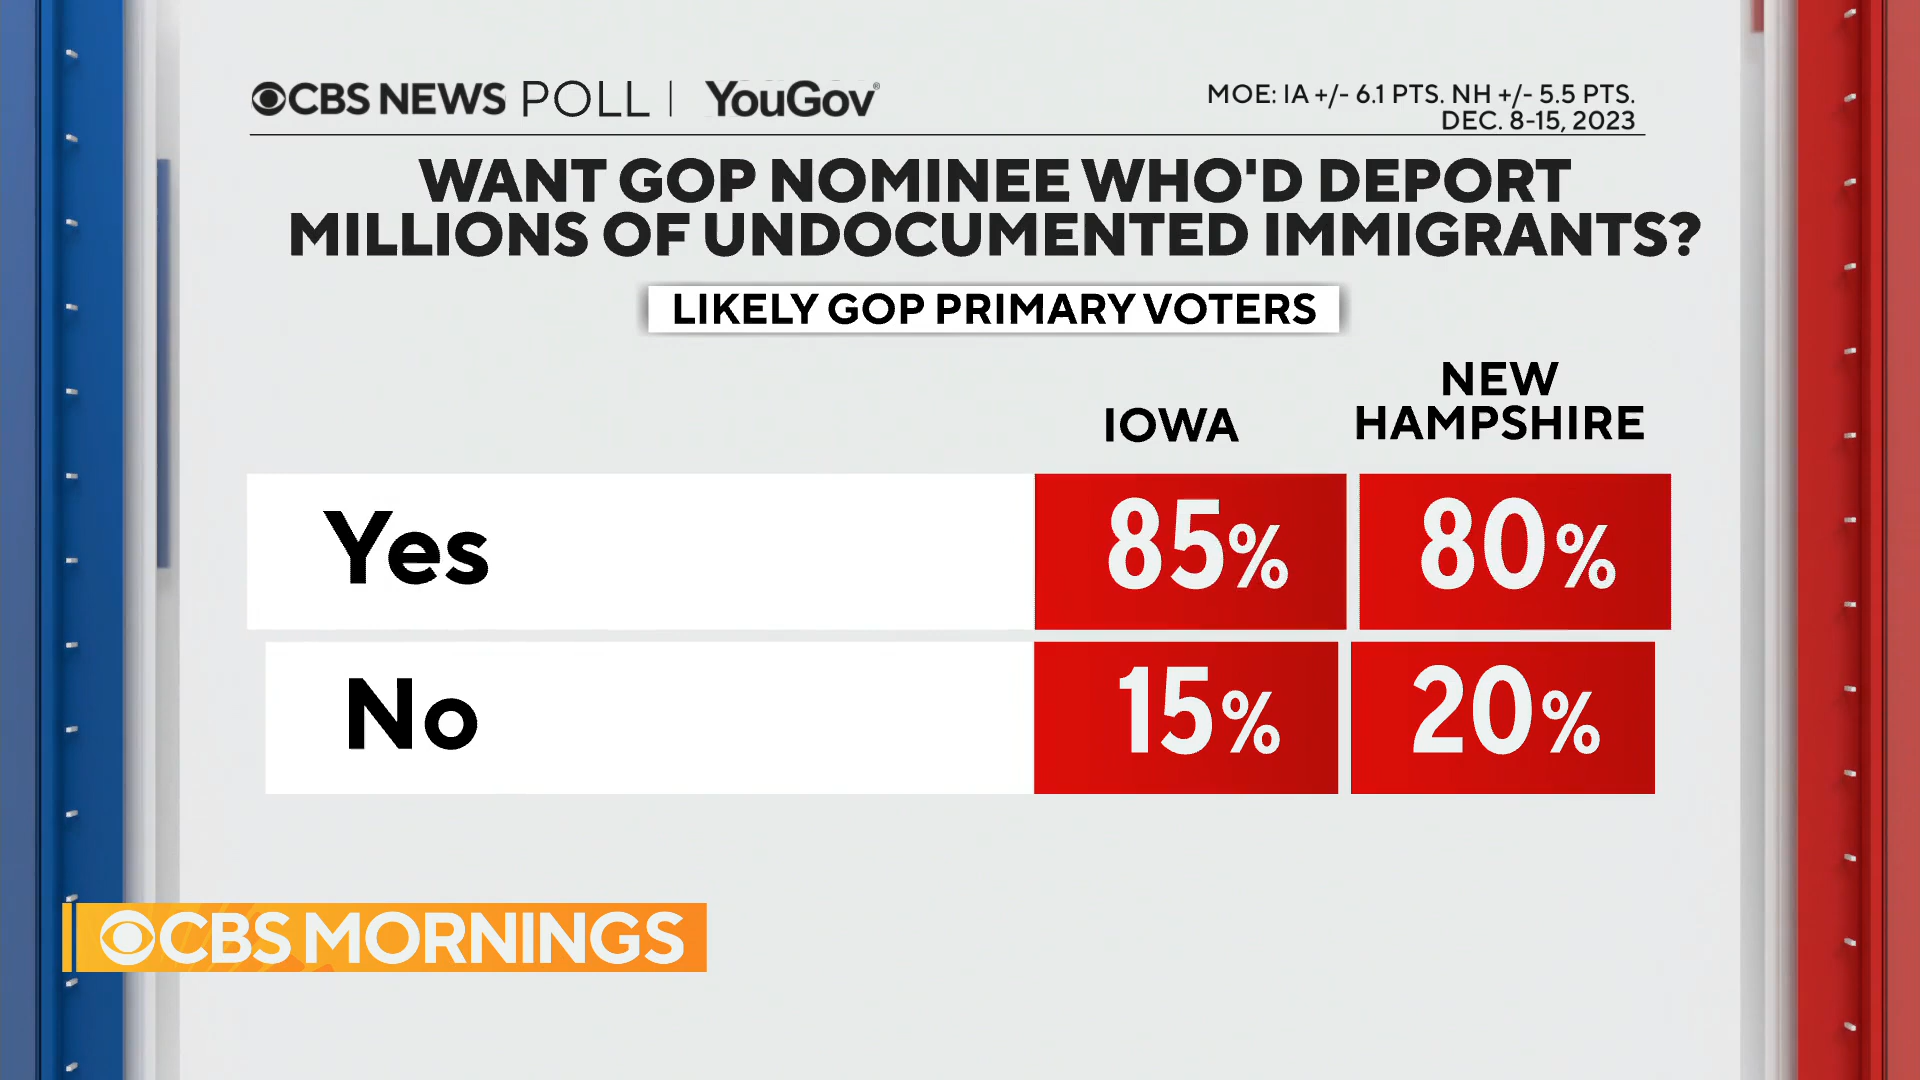 CBS NEWS POLL | YouGov®
MOE: IA +/- 6.1 PTS. NH +/- 5.5 PTS.
DEC. 8-15, 2023
WANT GOP NOMINEE WHO'D DEPORT
MILLIONS OF UNDOCUMENTED IMMIGRANTS?
LIKELY GOP PRIMARY VOTERS
IOWA
NEW
HAMPSHIRE
Yes 85% 80%
No 15% 20%
CBS MORNINGS